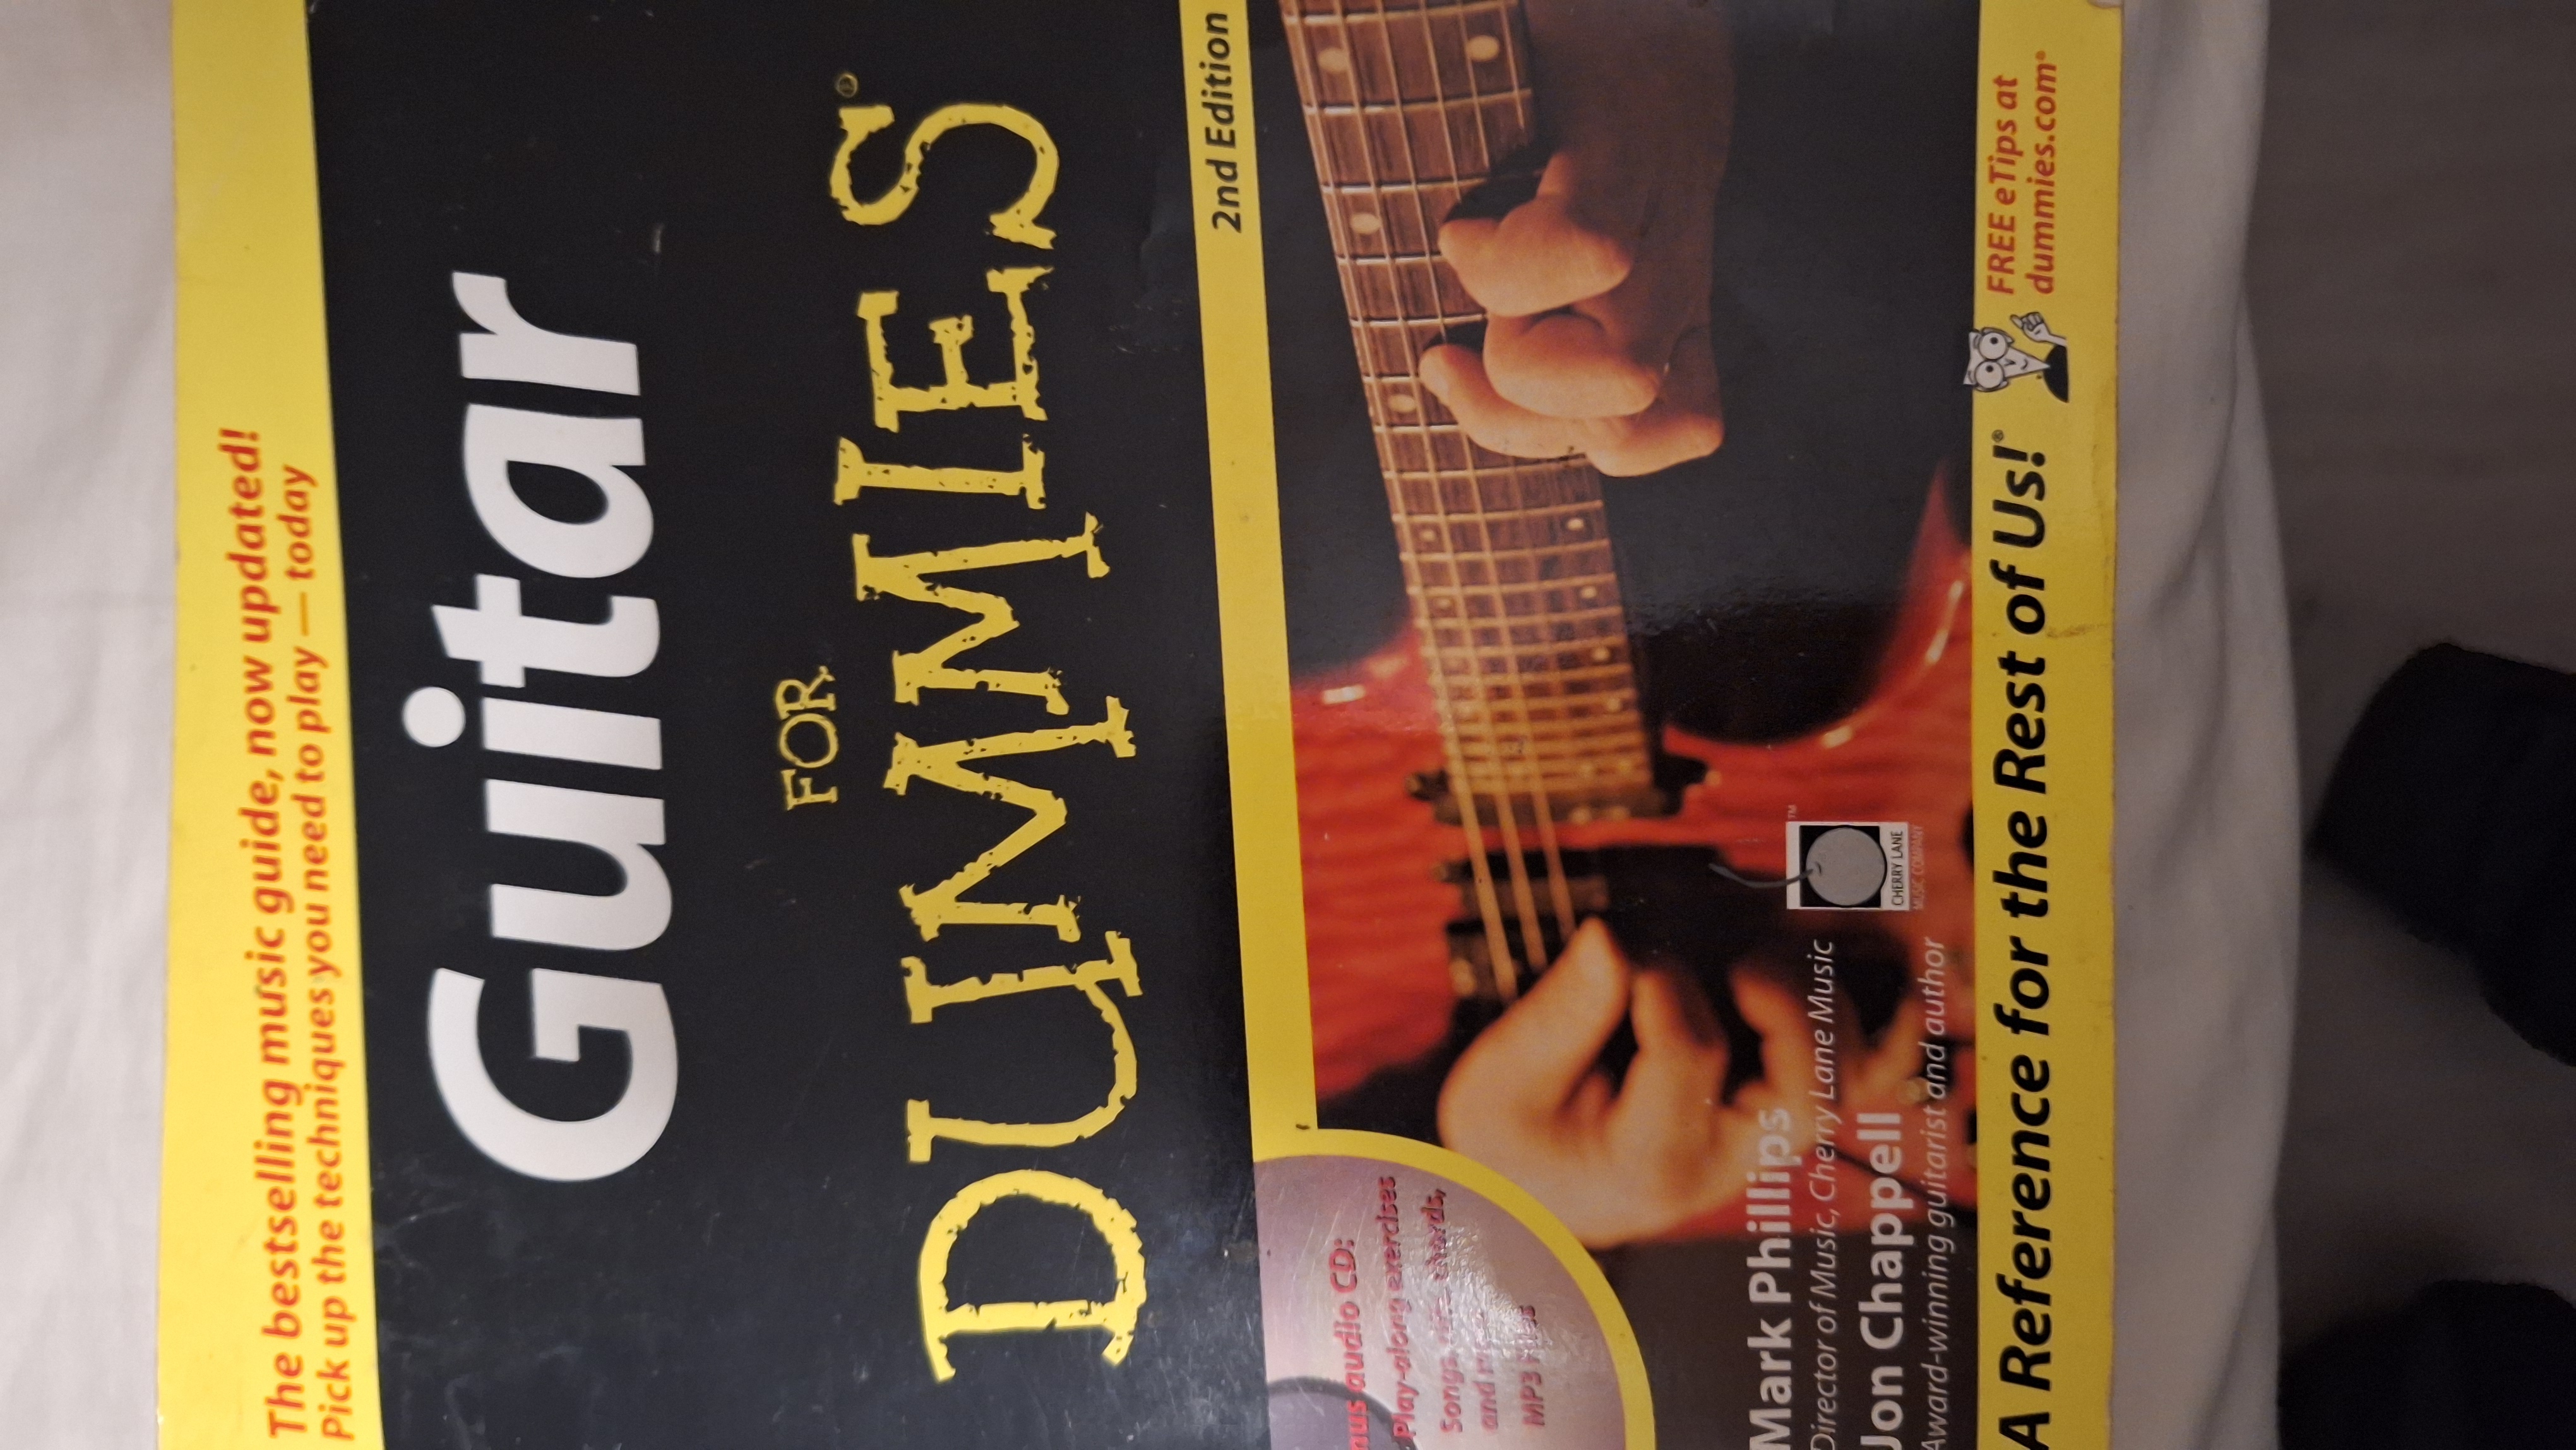 The bestselling music guide, now updated!
Pick up the techniques you need to play — today
Guitar
FOR
DUMMIES®
2nd Edition
audio CD:
Play-along exercises
Songs, chords,
and
MP3
Mark Phillips
Director of Music, Cherry Lane Music
Jon Chappell
Award-winning guitarist and author
TM
CHERRY LANE
MUSIC COMPANY
A Reference for the Rest of Us!®
FREE eTips at
dummies.com®